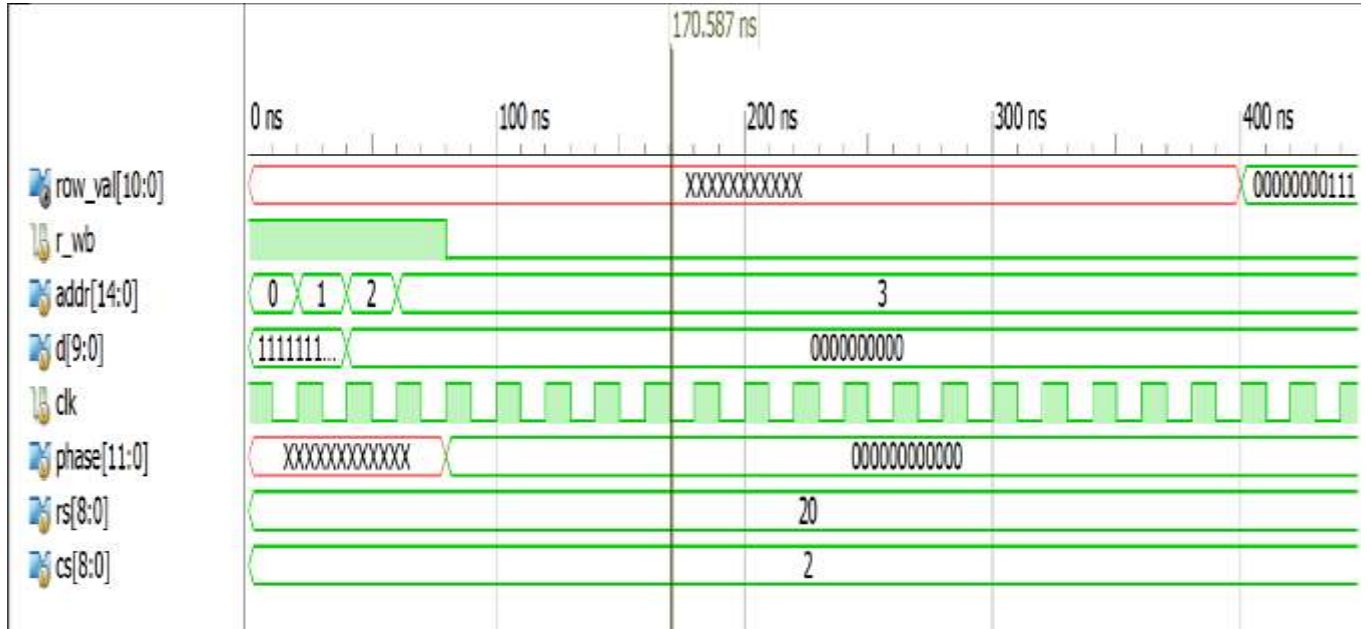 170.587 ns
0 ns 100 ns 200 ns 300 ns 400 ns
row_val[10:0] XXXXXXXXXXX 00000000111
r_wb
addr[14:0] 0 1 2 3
d[9:0] 1111111... 0000000000
clk
phase[11:0] XXXXXXXXXXXX 000000000000
rs[8:0] 20
cs[8:0] 2